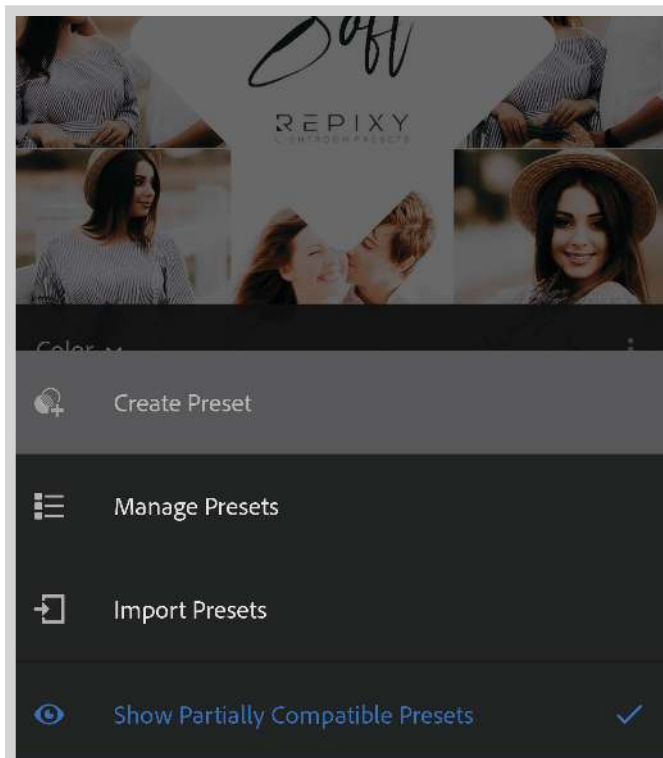 Soft
REPIXY
LIGHTROOM PRESETS
Color
Create Preset
Manage Presets
Import Presets
Show Partially Compatible Presets